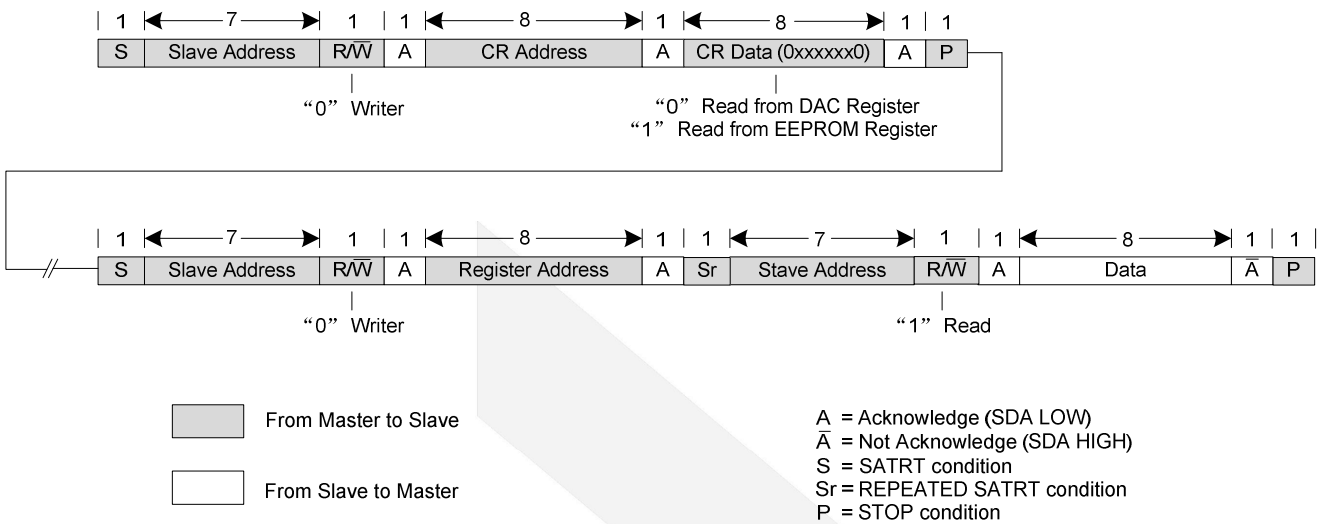 1 7 1 1 8 1 8 1 1
S Slave Address R/W̅ A CR Address A CR Data (0xxxxxx0) A P
“0” Writer
“0” Read from DAC Register
“1” Read from EEPROM Register
1 7 1 1 8 1 1 7 1 1 8 1 1
S Slave Address R/W̅ A Register Address A Sr Stave Address R/W̅ A Data A̅ P
“0” Writer
“1” Read
From Master to Slave
From Slave to Master
A = Acknowledge (SDA LOW)
A̅ = Not Acknowledge (SDA HIGH)
S = SATRT condition
Sr = REPEATED SATRT condition
P = STOP condition